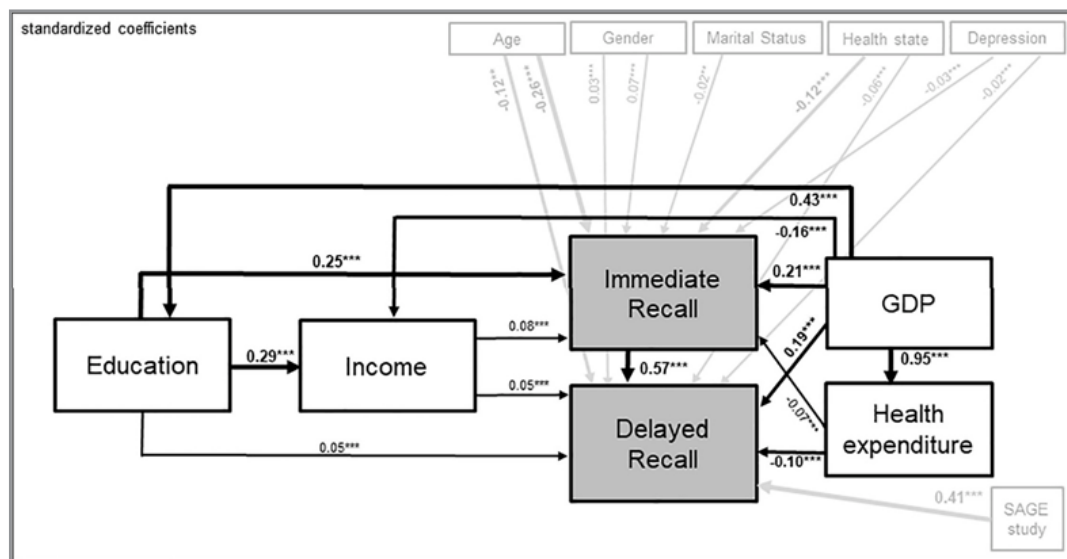 standardized coefficients
Age
Gender
Marital Status
Health state
Depression
-0.12***
-0.26***
0.03***
0.07***
-0.02**
-0.12***
-0.06***
-0.03***
-0.02***
0.43***
-0.16***
0.25***
Immediate
Recall
0.21***
GDP
0.08***
0.19***
Education
0.29***
Income
0.57***
0.95***
0.05***
-0.07***
Delayed
Recall
Health
expenditure
0.05***
-0.10***
0.41***
SAGE
study